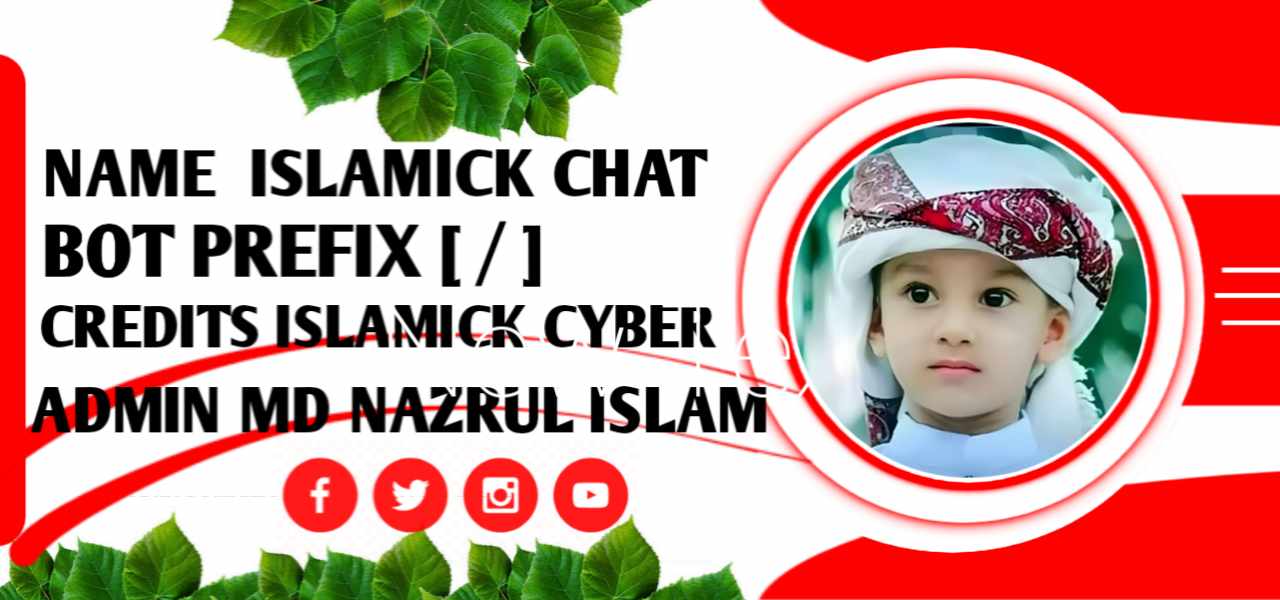 NAME ISLAMICK CHAT
BOT PREFIX [ / ]
CREDITS ISLAMICK CYBER
ADMIN MD NAZRUL ISLAM